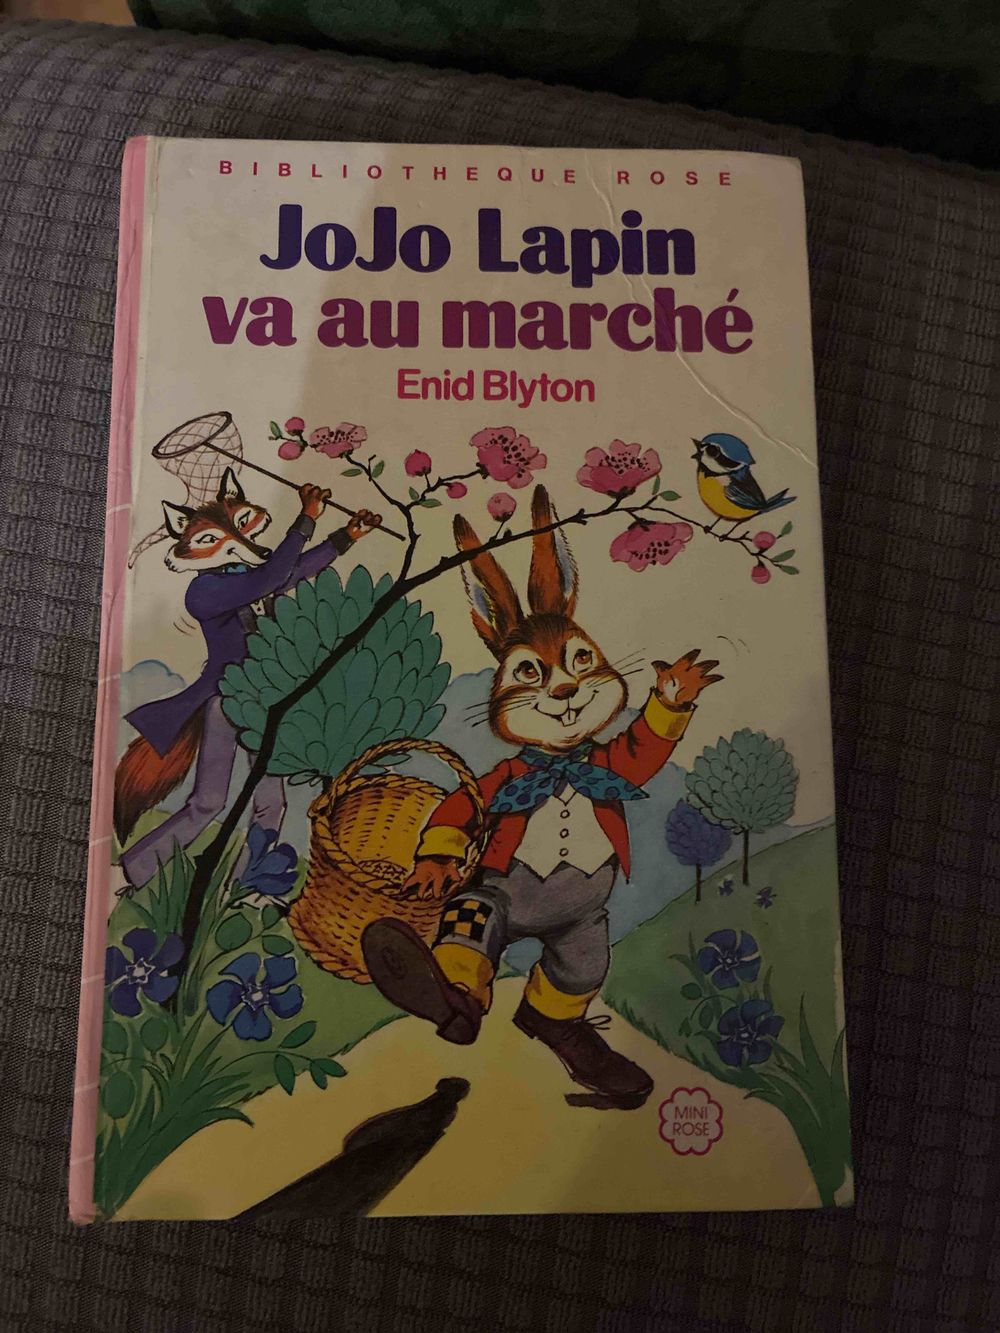 BIBLIOTHEQUE ROSE
JoJo Lapin
va au marché
Enid Blyton
MINI
ROSE